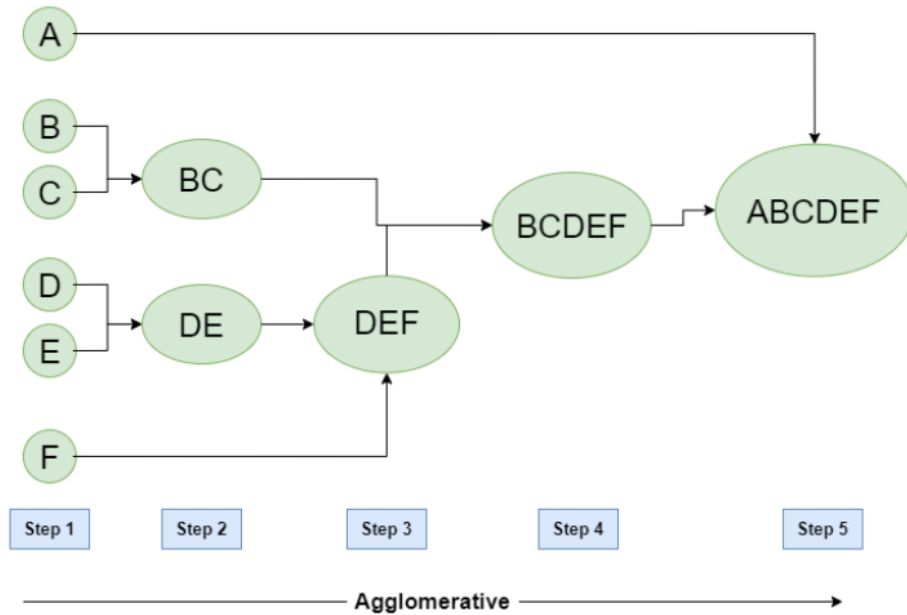 A
B
C
BC
BCDEF
ABCDEF
D
E
DE
DEF
F
Step 1
Step 2
Step 3
Step 4
Step 5
Agglomerative